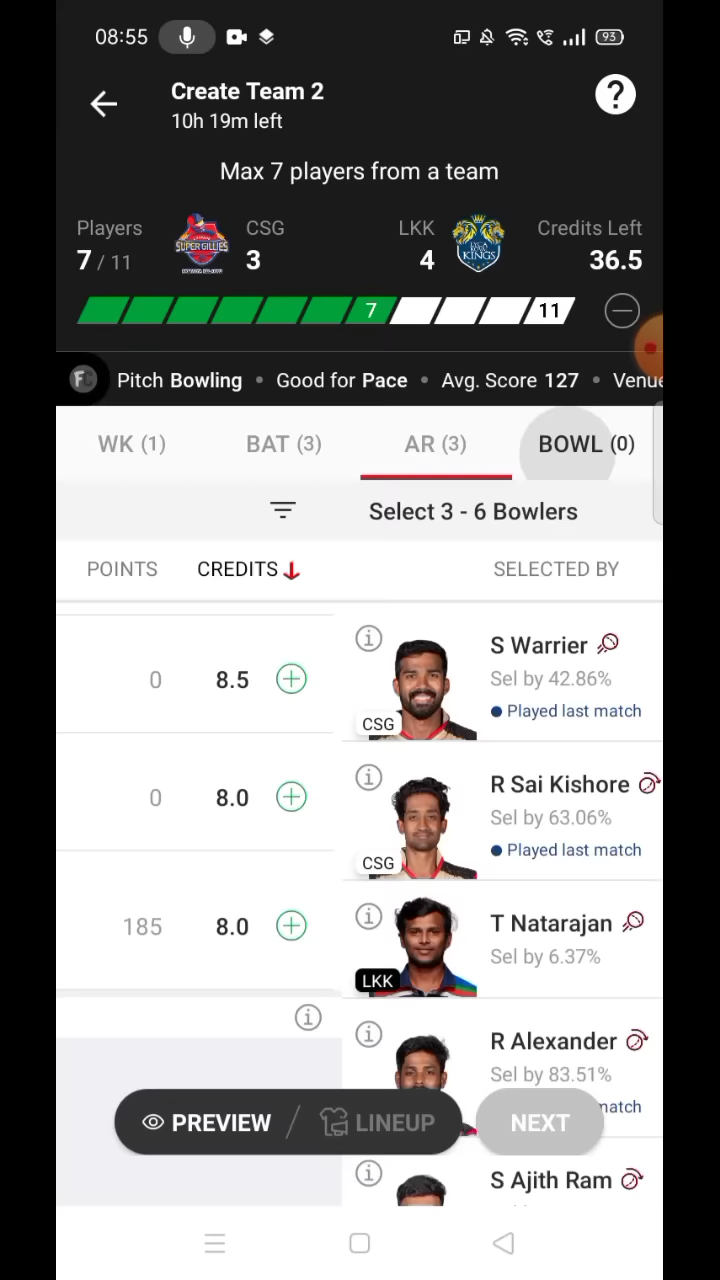 08:55
93
Create Team 2
10h 19m left
?
Max 7 players from a team
Players
7 / 11
SUPER GILLIES
CSG
3
LKK
4
KINGS
Credits Left
36.5
7
11
Pitch Bowling • Good for Pace • Avg. Score 127 • Venue
WK (1)
BAT (3)
AR (3)
BOWL (0)
Select 3 - 6 Bowlers
POINTS
CREDITS
SELECTED BY
0
8.5
S Warrier
Sel by 42.86%
Played last match
CSG
0
8.0
R Sai Kishore
Sel by 63.06%
Played last match
CSG
185
8.0
T Natarajan
Sel by 6.37%
LKK
R Alexander
Sel by 83.51%
match
PREVIEW / LINEUP
NEXT
S Ajith Ram